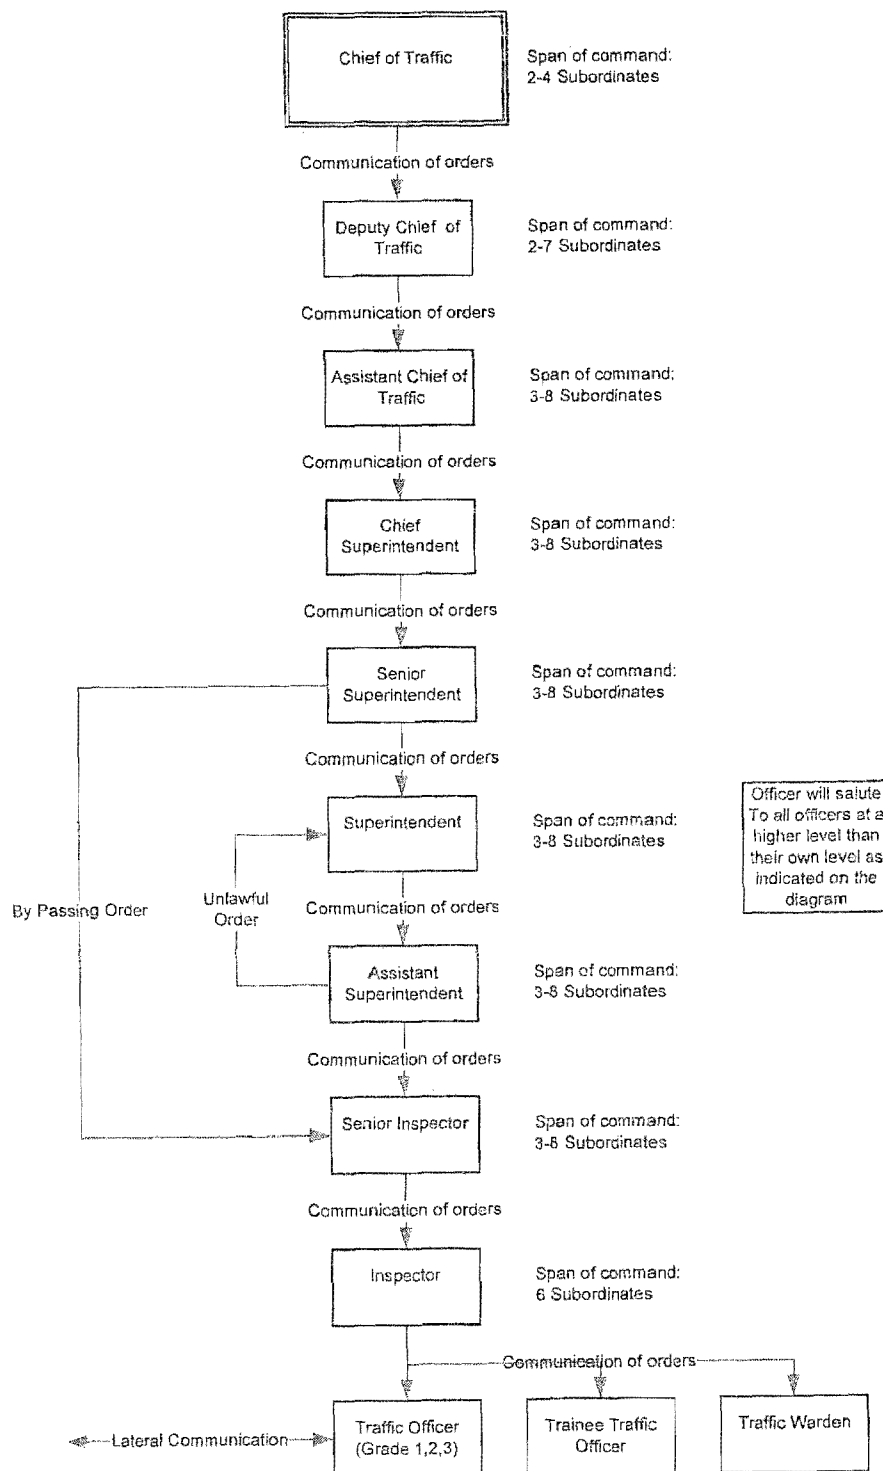 Chief of Traffic
Span of command:
2-4 Subordinates
Communication of orders
Deputy Chief of
Traffic
Span of command:
2-7 Subordinates
Communication of orders
Assistant Chief of
Traffic
Span of command:
3-8 Subordinates
Communication of orders
Chief
Superintendent
Span of command:
3-8 Subordinates
Communication of orders
Senior
Superintendent
Span of command:
3-8 Subordinates
Communication of orders
Superintendent
Span of command:
3-8 Subordinates
Officer will salute
To all officers at a
higher level than
their own level as
indicated on the
diagram
By Passing Order
Unlawful
Order
Communication of orders
Assistant
Superintendent
Span of command:
3-8 Subordinates
Communication of orders
Senior Inspector
Span of command:
3-8 Subordinates
Communication of orders
Inspector
Span of command:
6 Subordinates
Communication of orders
Lateral Communication
Traffic Officer
(Grade 1,2,3)
Trainee Traffic
Officer
Traffic Warden